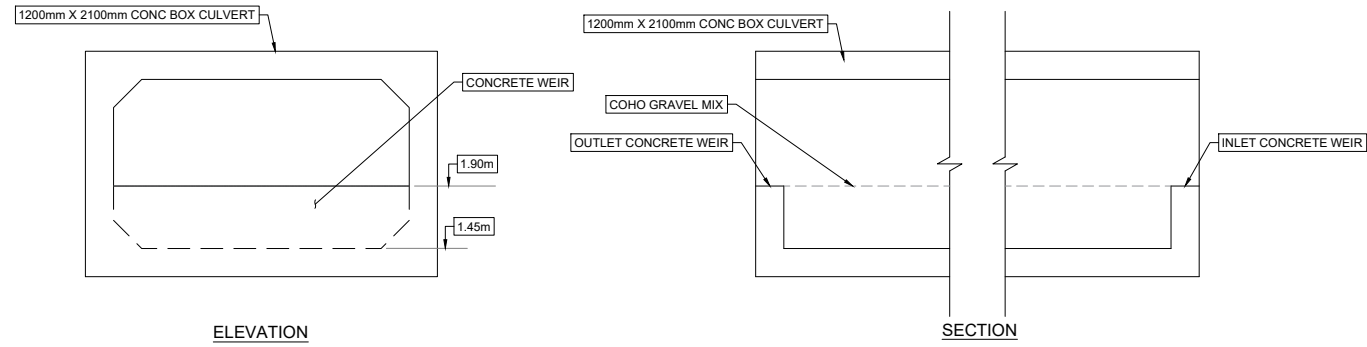 1200mm X 2100mm CONC BOX CULVERT
CONCRETE WEIR
1.90m
1.45m
ELEVATION
1200mm X 2100mm CONC BOX CULVERT
COHO GRAVEL MIX
OUTLET CONCRETE WEIR
INLET CONCRETE WEIR
SECTION